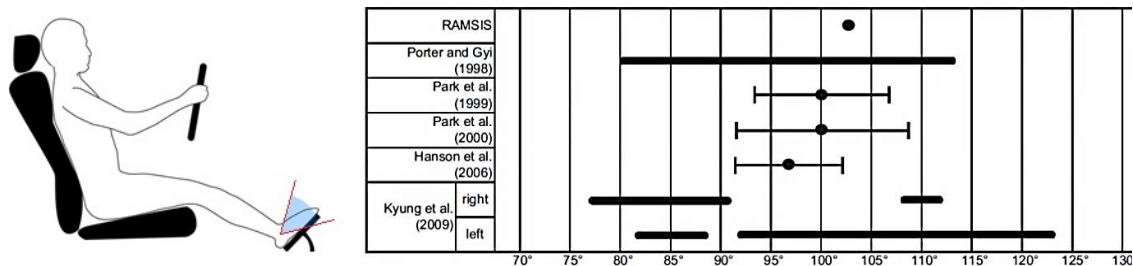 RAMSIS
Porter and Gyi
(1998)
Park et al.
(1999)
Park et al.
(2000)
Hanson et al.
(2006)
Kyung et al.
(2009)
right
left
70° 75° 80° 85° 90° 95° 100° 105° 110° 115° 120° 125° 130